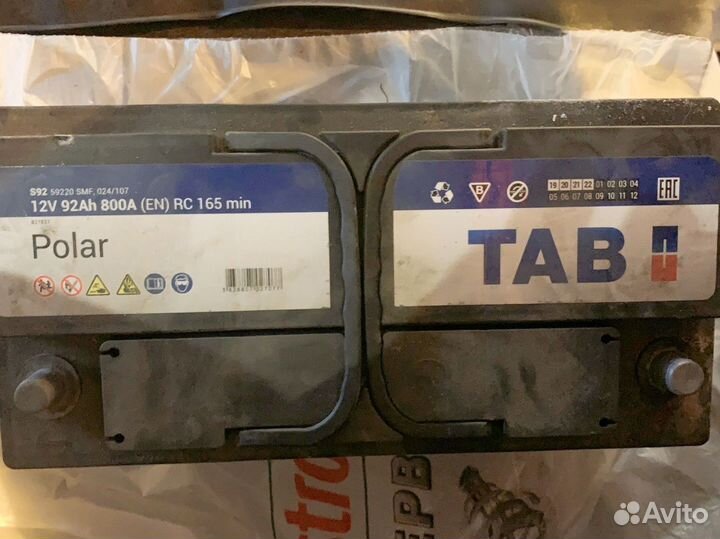 S92 59220 SMF, 024/107
12V 92Ah 800A (EN) RC 165 min
Polar
19 20 21 22 01 02 03 04
05 06 07 08 09 10 11 12
EAC
B
TAB
Avito